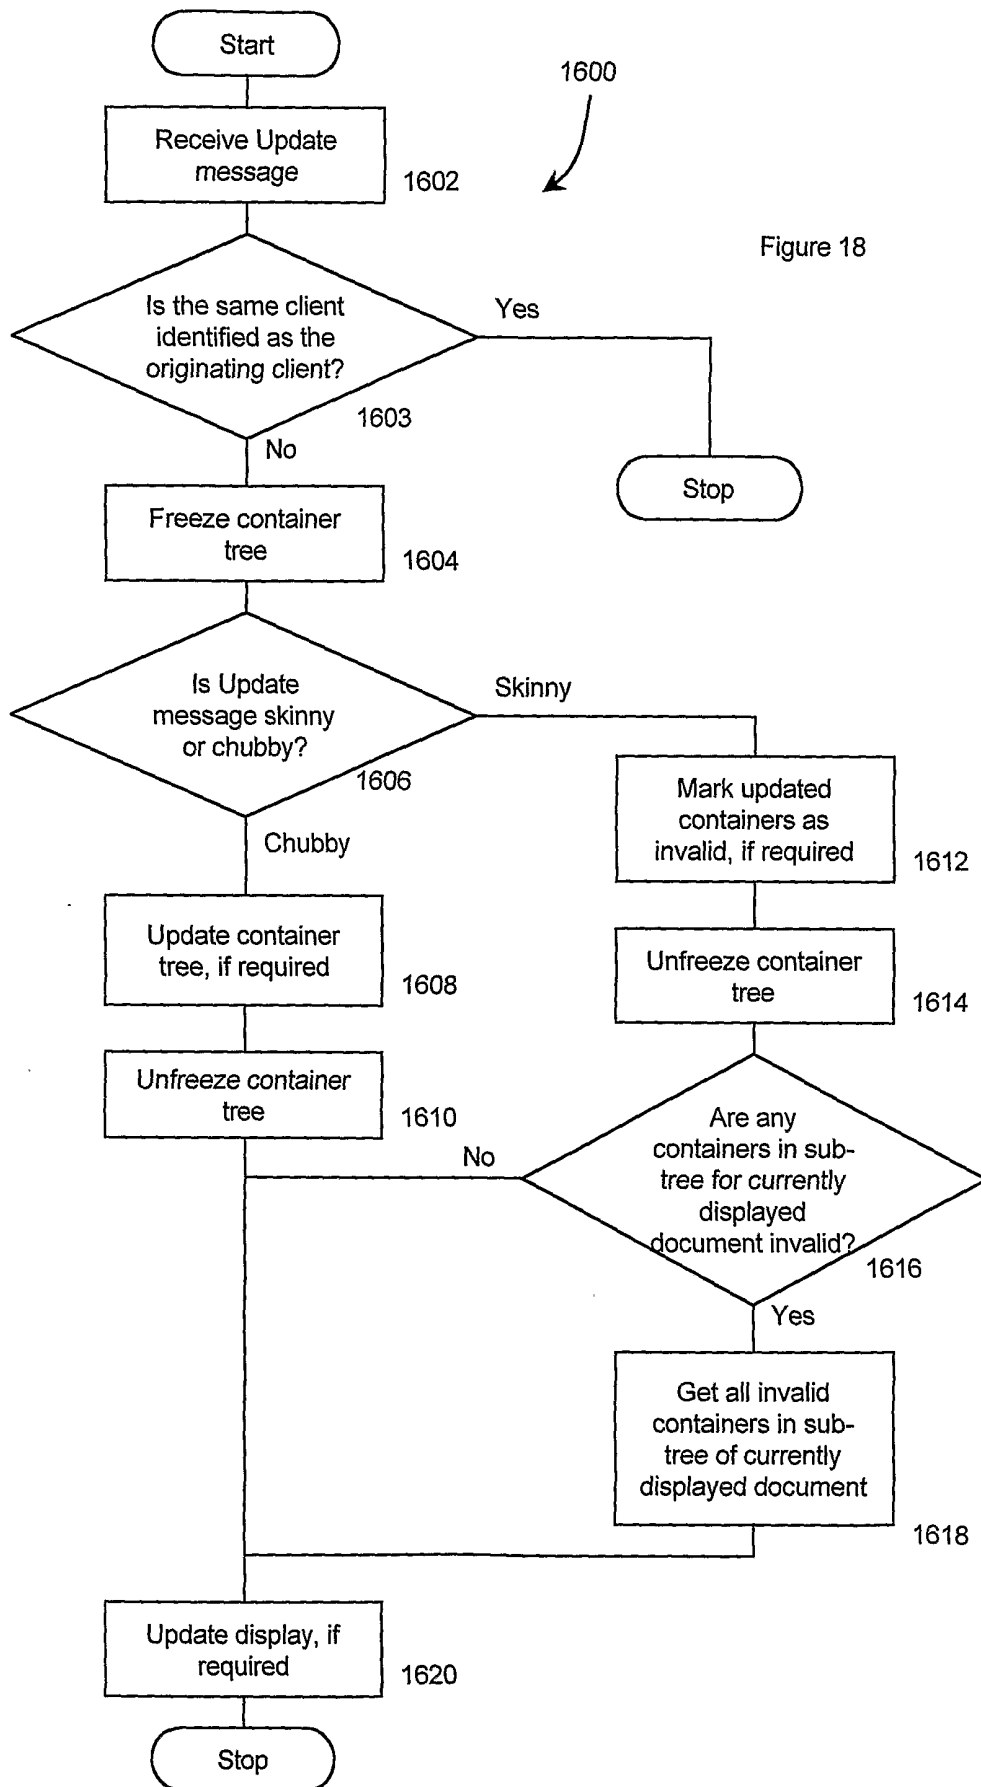 Start
1600
Receive Update
message
1602
Figure 18
Is the same client
identified as the
originating client?
Yes
1603
No
Stop
Freeze container
tree
1604
Is Update
message skinny
or chubby?
Skinny
1606
Chubby
Mark updated
containers as
invalid, if required
1612
Update container
tree, if required
1608
Unfreeze container
tree
1614
Unfreeze container
tree
1610
Are any
containers in sub-
tree for currently
displayed
document invalid?
No
1616
Yes
Get all invalid
containers in sub-
tree of currently
displayed document
1618
Update display, if
required
1620
Stop